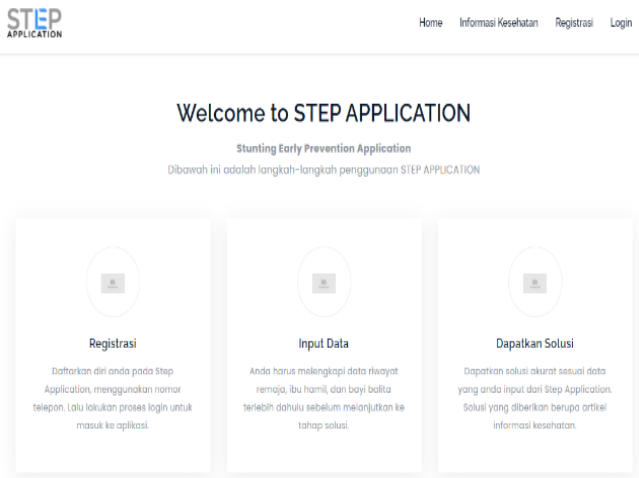 STEP
APPLICATION
Home Informasi Kesehatan Registrasi Login
Welcome to STEP APPLICATION
Stunting Early Prevention Application
Dibawah ini adalah langkah-langkah penggunaan STEP APPLICATION
Registrasi
Daftarkan diri anda pada Step
Application, menggunakan nomor
telepon. Lalu lakukan proses login untuk
masuk ke aplikasi.
Input Data
Anda harus melengkapi data riwayat
remaja, ibu hamil, dan bayi balita
terlebih dahulu sebelum melanjutkan ke
tahap solusi.
Dapatkan Solusi
Dapatkan solusi akurat sesuai data
yang anda input dari Step Application.
Solusi yang diberikan berupa artikel
informasi kesehatan.